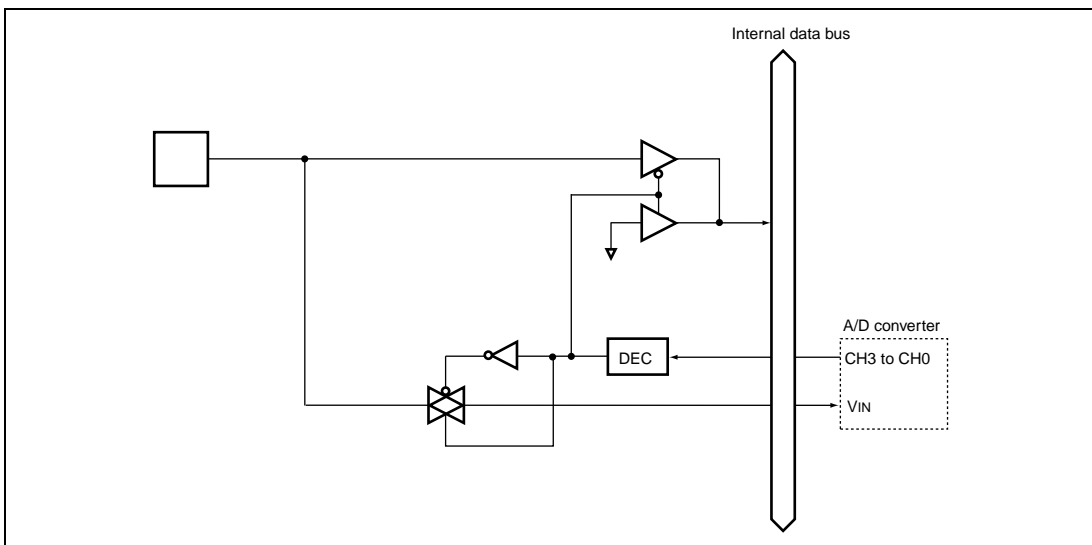 Internal data bus
A/D converter
DEC
CH3 to CH0
VIN